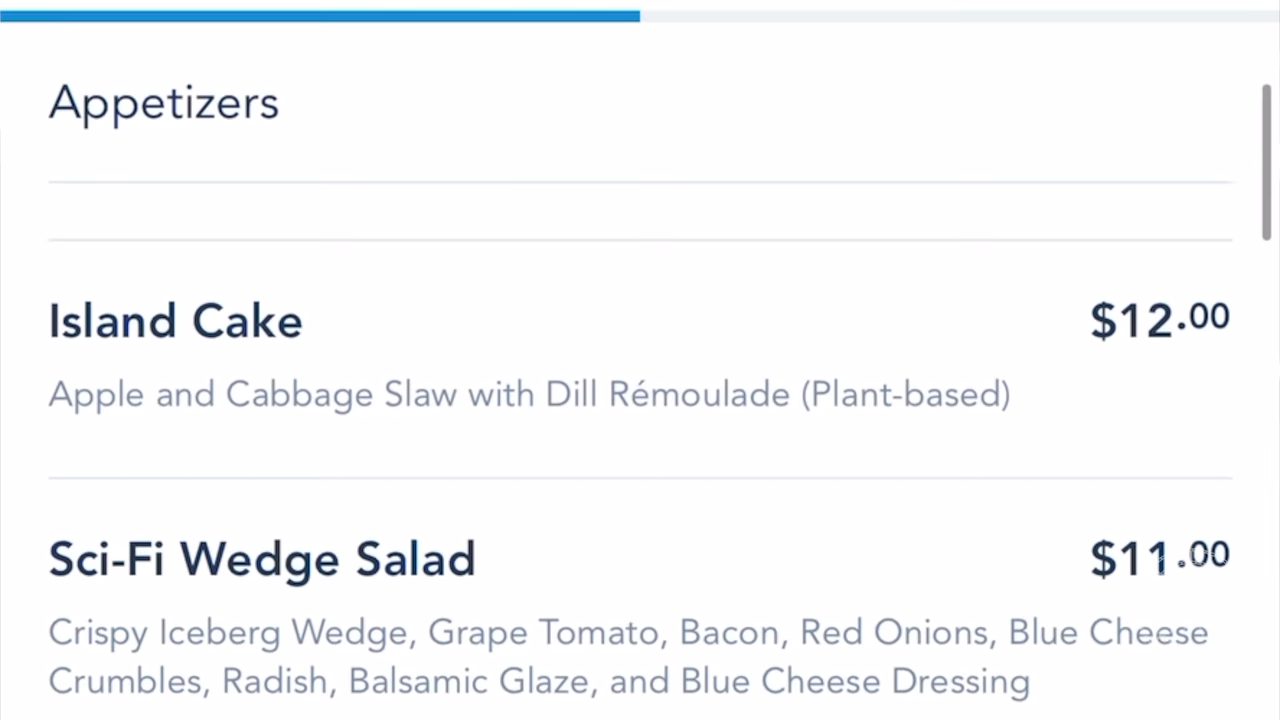 Appetizers
Island Cake $12.00
Apple and Cabbage Slaw with Dill Rémoulade (Plant-based)
Sci-Fi Wedge Salad $11.00
Crispy Iceberg Wedge, Grape Tomato, Bacon, Red Onions, Blue Cheese
Crumbles, Radish, Balsamic Glaze, and Blue Cheese Dressing